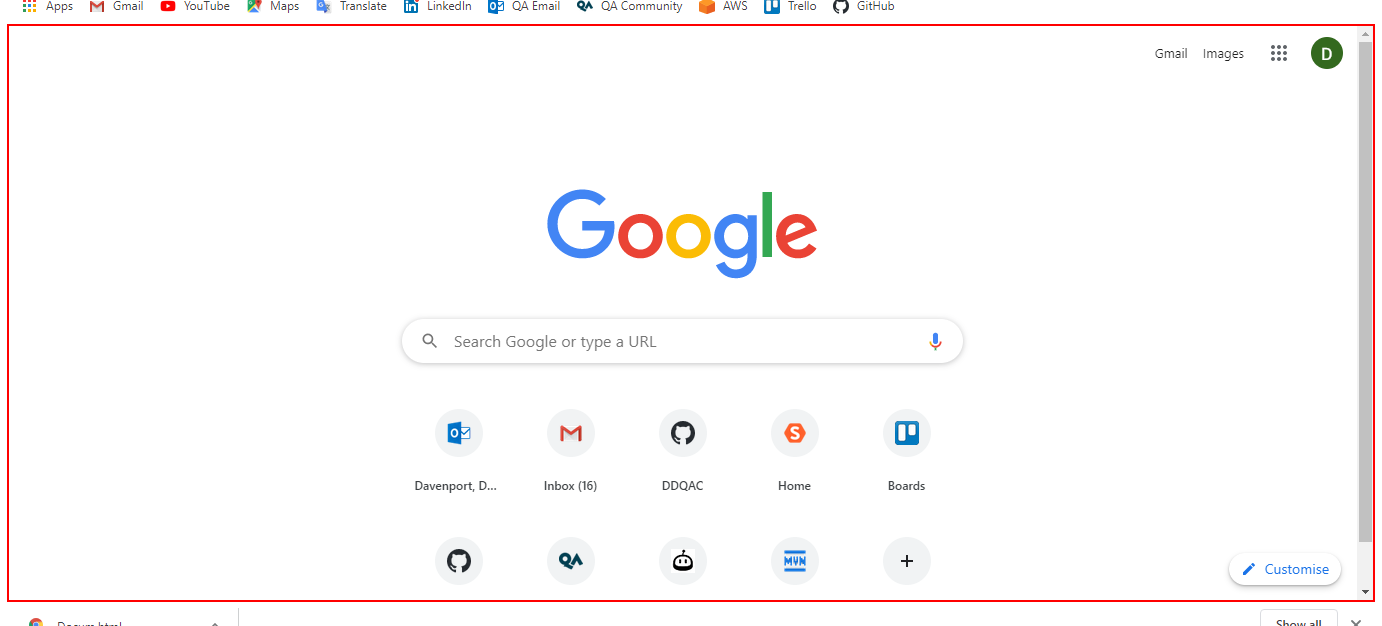 Apps Gmail YouTube Maps Translate LinkedIn QA Email QA Community AWS Trello GitHub
Gmail Images D
Google
Search Google or type a URL
Davenport, D... Inbox (16) DDQAC Home Boards
QA MVN
Customise
Show all